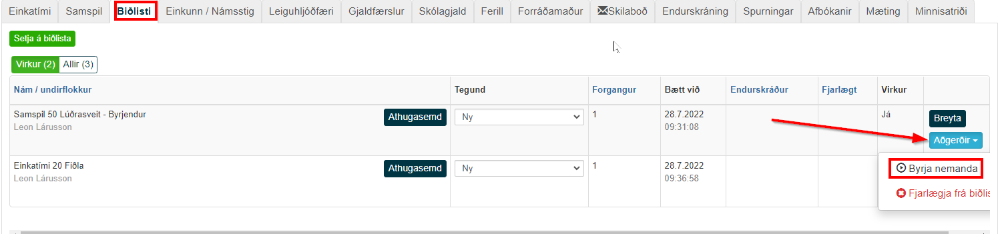 Einkatími Samspil Biðlisti Einkunn / Námsstig Leiguhljóðfæri Gjaldfærslur Skólagjald Ferill Forráðamaður Skilaboð Endurskráning Spurningar Afbókanir Mæting Minnisatriði
Setja á biðlista
Virkur (2) Allir (3)
Nám / undirflokkur Tegund Forgangur Bætt við Endurskráður Fjarlægt Virkur
Samspil 50 Lúðrasveit - Byrjendur Athugasemd Ny 1 28.7.2022 Já Breyta
Leon Lárusson 09:31:08
Aðgerðir
Einkatími 20 Fiðla Athugasemd Ny 1 28.7.2022
Leon Lárusson 09:36:58
Byrja nemanda
Fjarlægja frá biðlis